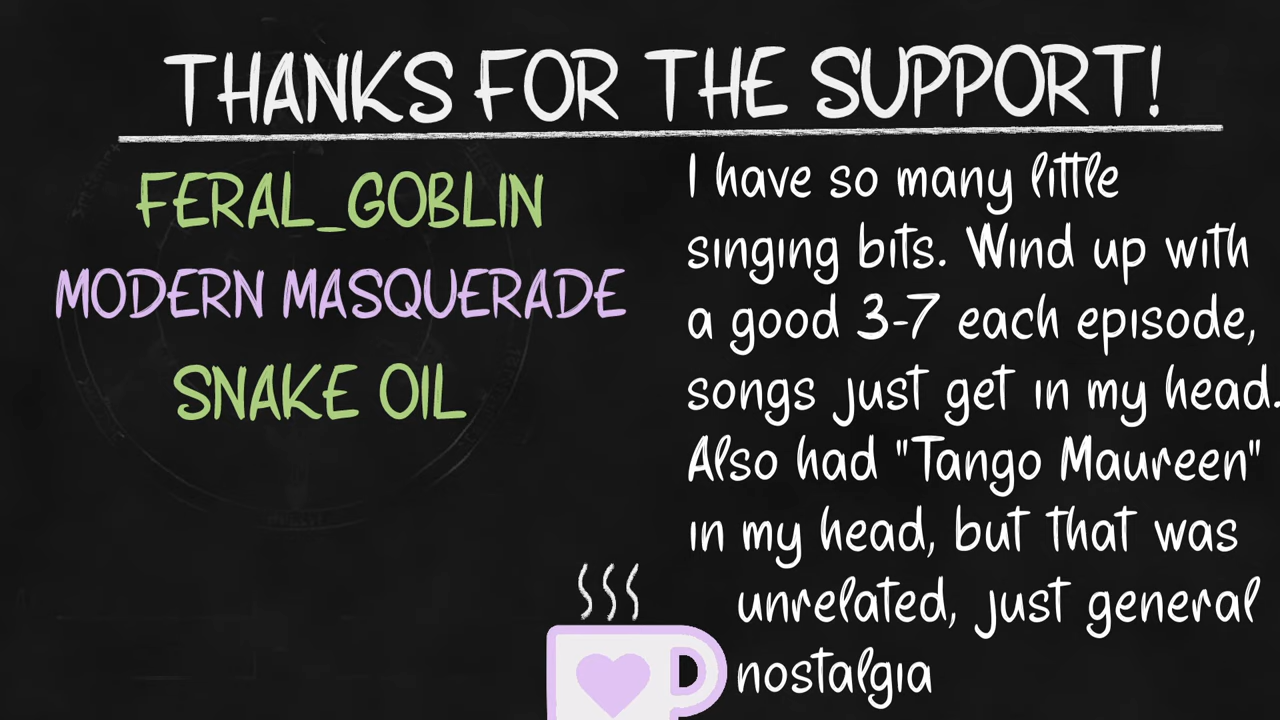 THANKS FOR THE SUPPORT!
FERAL_GOBLIN
MODERN MASQUERADE
SNAKE OIL
I have so many little
singing bits. Wind up with
a good 3-7 each episode,
songs just get in my head.
Also had "Tango Maureen"
in my head, but that was
unrelated, just general
nostalgia